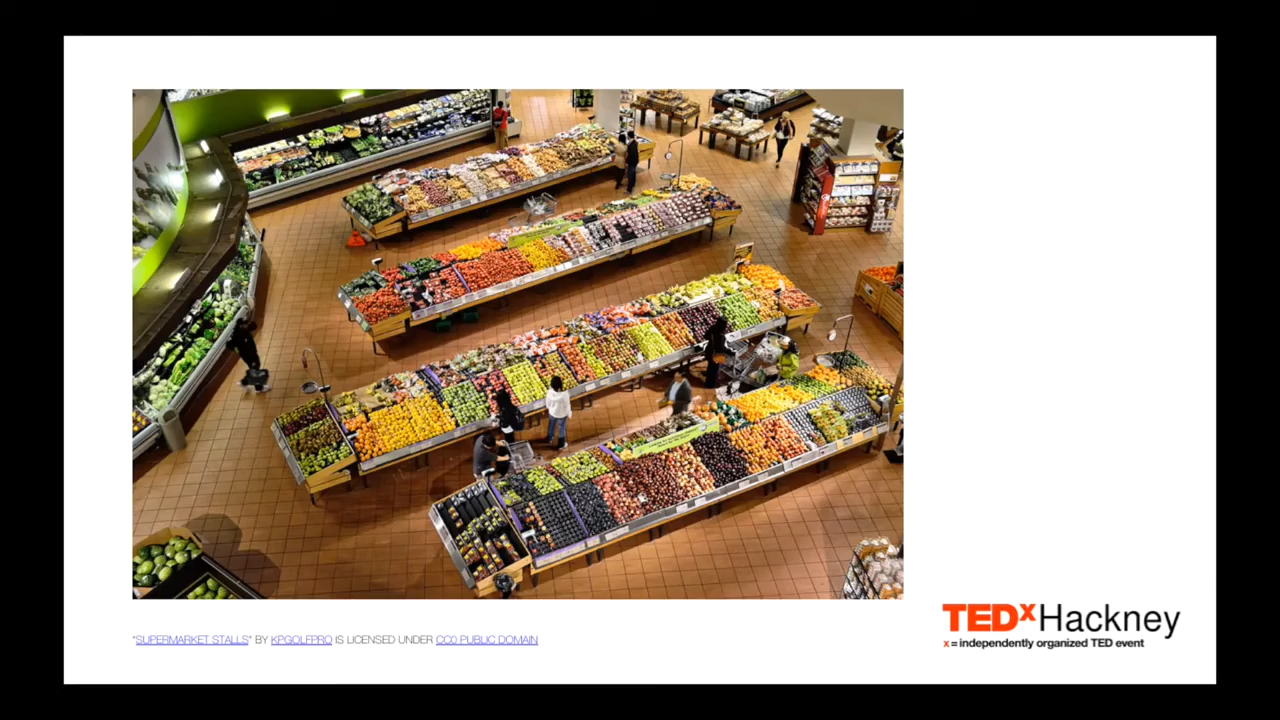 "SUPERMARKET STALLS" BY KPGOLFPRO IS LICENSED UNDER CC0 PUBLIC DOMAIN
TEDxHackney
x = independently organized TED event